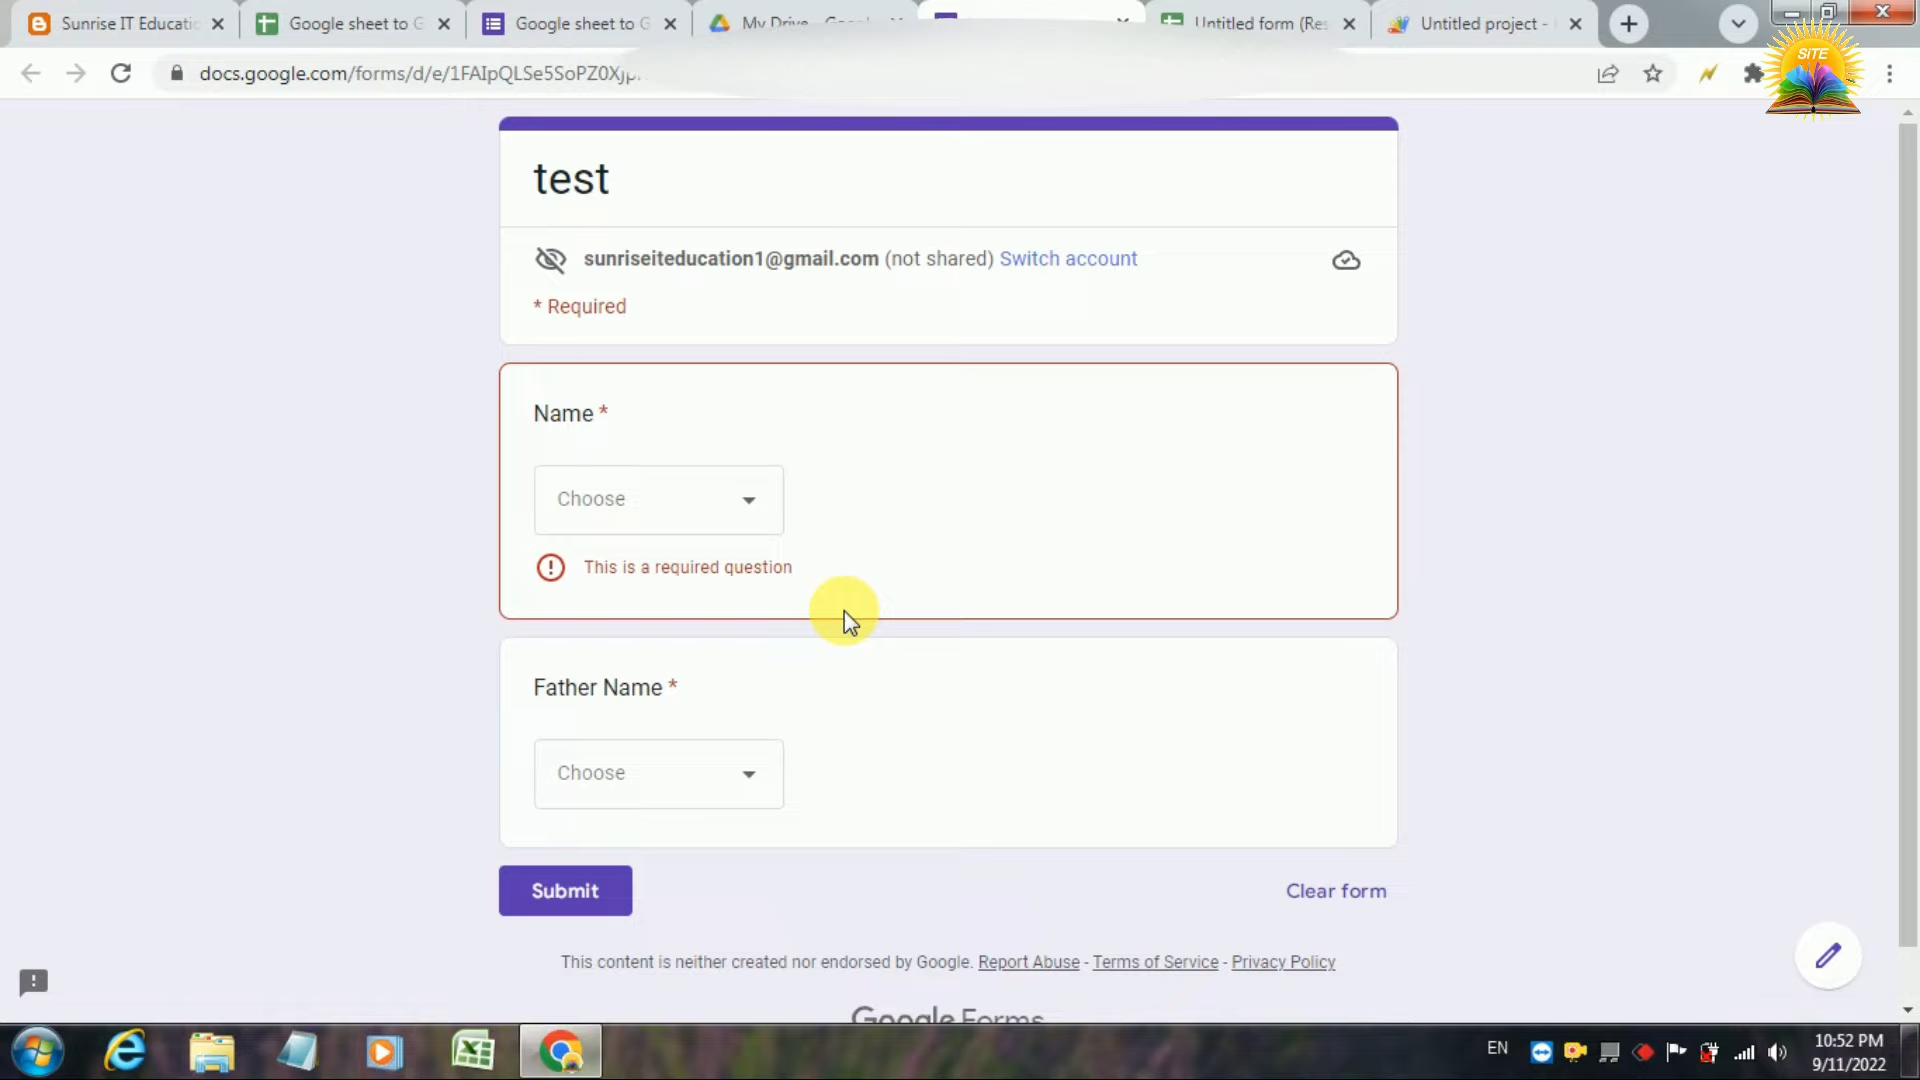 Sunrise IT Educatio
Google sheet to G
Google sheet to G
My Drive
Untitled form (Res
Untitled project -
docs.google.com/forms/d/e/1FAIpQLSe5SoPZ0Xjp
SITE
test
sunriseiteducation1@gmail.com (not shared) Switch account
* Required
Name *
Choose
This is a required question
Father Name *
Choose
Submit
Clear form
This content is neither created nor endorsed by Google. Report Abuse - Terms of Service - Privacy Policy
Google Forms
EN
10:52 PM
9/11/2022